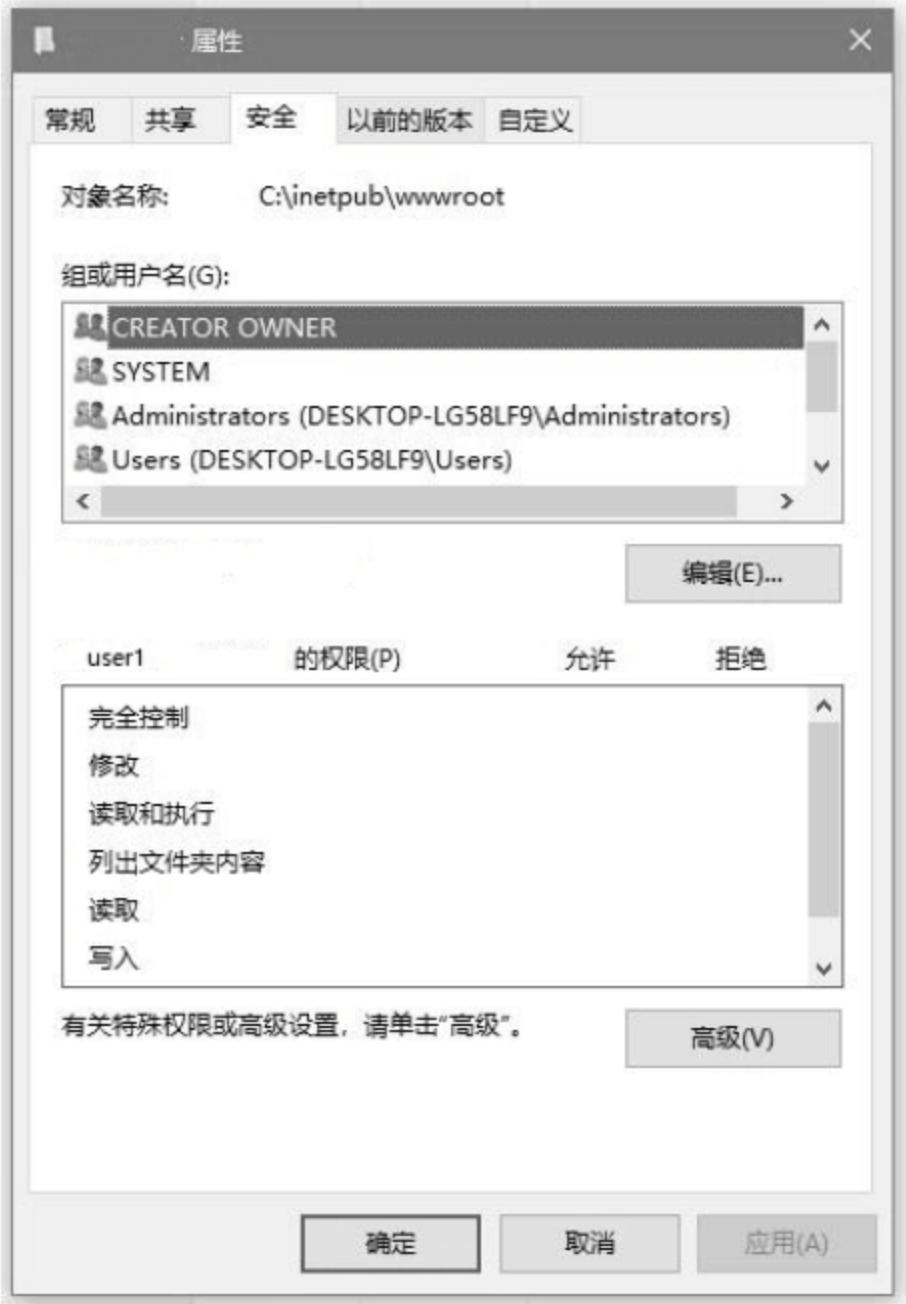 属性
常规 共享 安全 以前的版本 自定义
对象名称: C:\inetpub\wwwroot
组或用户名(G):
CREATOR OWNER
SYSTEM
Administrators (DESKTOP-LG58LF9\Administrators)
Users (DESKTOP-LG58LF9\Users)
编辑(E)...
user1 的权限(P) 允许 拒绝
完全控制
修改
读取和执行
列出文件夹内容
读取
写入
有关特殊权限或高级设置，请单击“高级”。
高级(V)
确定 取消 应用(A)